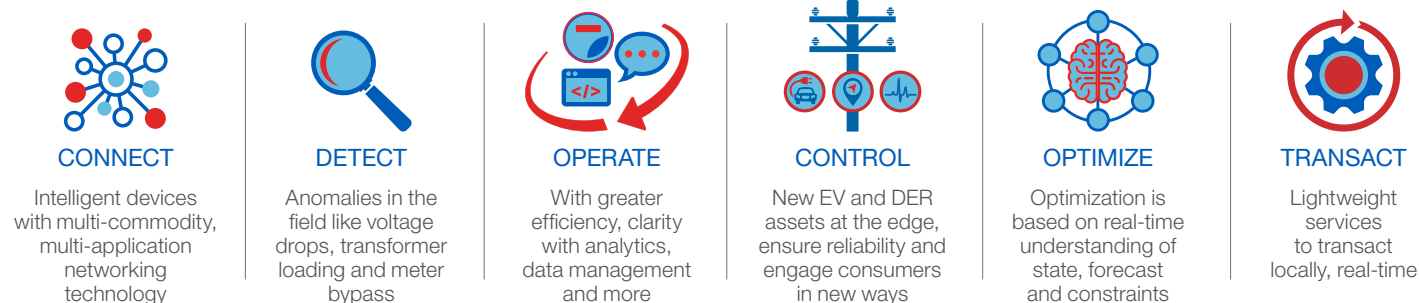 </>
CONNECT
Intelligent devices
with multi-commodity,
multi-application
networking
technology
DETECT
Anomalies in the
field like voltage
drops, transformer
loading and meter
bypass
OPERATE
With greater
efficiency, clarity
with analytics,
data management
and more
CONTROL
New EV and DER
assets at the edge,
ensure reliability and
engage consumers
in new ways
OPTIMIZE
Optimization is
based on real-time
understanding of
state, forecast
and constraints
TRANSACT
Lightweight
services
to transact
locally, real-time